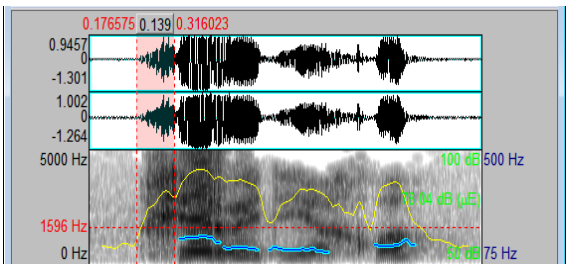 0.176575 0.139 0.316023
0.9457
0
-1.301
1.002
0
-1.264
5000 Hz 100 dB 500 Hz
78.04 dB (µE)
1596 Hz
0 Hz 50 dB 75 Hz